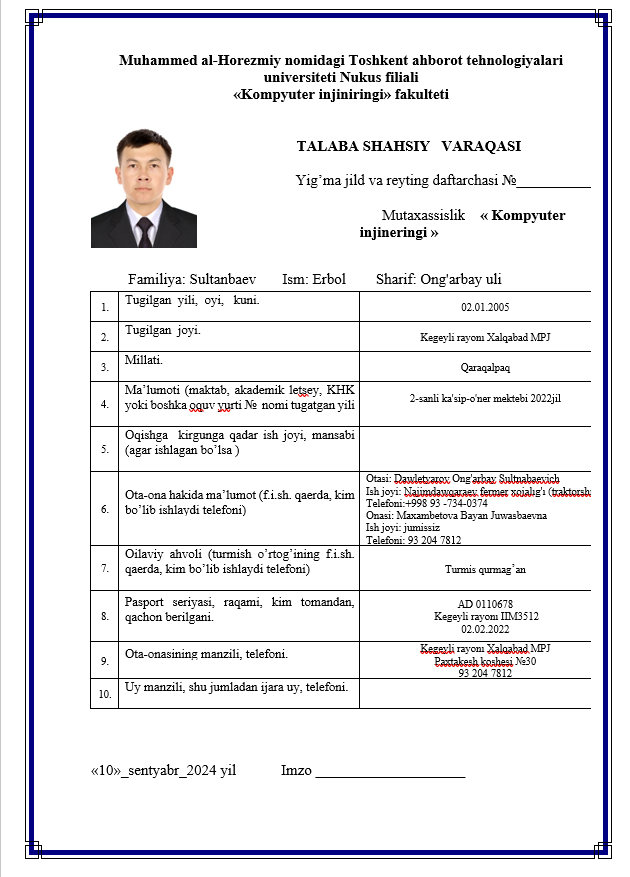 Muhammed al-Horezmiy nomidagi Toshkent ahborot tehnologiyalari
universiteti Nukus filiali
«Kompyuter injiniringi» fakulteti
TALABA SHAHSIY VARAQASI
Yig’ma jild va reyting daftarchasi №___________
Mutaxassislik « Kompyuter
injineringi »
Familiya: Sultanbaev Ism: Erbol Sharif: Ong'arbay uli
1. Tugilgan yili, oyi, kuni. 02.01.2005
2. Tugilgan joyi. Kegeyli rayonı Xalqabad MPJ
3. Millati. Qaraqalpaq
4. Ma’lumoti (maktab, akademik letsey, KHK
yoki boshka oquv yurti № nomi tugatgan yili
2-sanli ka'sip-o'ner mektebi 2022jil
5. Oqishga kirgunga qadar ish joyi, mansabi
(agar ishlagan bo’lsa )
6. Ota-ona hakida ma’lumot (f.i.sh. qaerda, kim
bo’lib ishlaydi telefoni)
Otasi: Dawletyarov Ong'arbay Sultnabaevich
Ish joyi: Najimdawqaraev fermer xojalıg'ı (traktorshı
Telefoni:+998 93 -734-0374
Onasi: Maxambetova Bayan Juwasbaevna
Ish joyi: jumissiz
Telefoni: 93 204 7812
7. Oilaviy ahvoli (turmish o’rtog’ining f.i.sh.
qaerda, kim bo’lib ishlaydi telefoni)
Turmis qurmag’an
8. Pasport seriyasi, raqami, kim tomandan,
qachon berilgani.
AD 0110678
Kegeyli rayonı IIM3512
02.02.2022
9. Ota-onasining manzili, telefoni.
Kegeyli rayonı Xalqabad MPJ
Paxtakesh koshesi №30
93 204 7812
10. Uy manzili, shu jumladan ijara uy, telefoni.
«10»_sentyabr_2024 yil Imzo ____________________